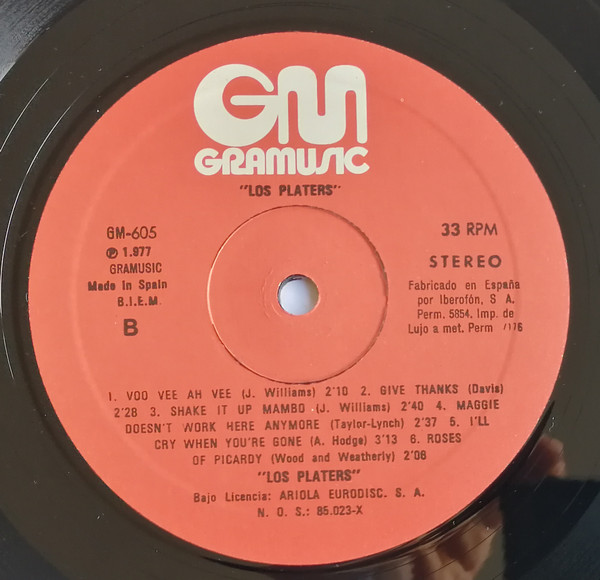 GM
GRAMUSIC
"LOS PLATERS"
GM-605
℗ 1.977
GRAMUSIC
Made in Spain
B.I.E.M.
B
33 RPM
STEREO
Fabricado en España
por Iberofón, S. A.
Perm. 5854. Imp. de
Lujo a met. Perm
1. VOO VEE AH VEE (J. Williams) 2'10 2. GIVE THANKS (Davis)
2'28 3. SHAKE IT UP MAMBO (J. Williams) 2'40 4. MAGGIE
DOESN'T WORK HERE ANYMORE (Taylor-Lynch) 2'37 5. I'LL
CRY WHEN YOU'RE GONE (A. Hodge) 3'13 6. ROSES
OF PICARDY (Wood and Weatherly) 2'08
"LOS PLATERS"
Bajo Licencia: ARIOLA EURODISC. S. A.
N. O. S.: 85.023-X